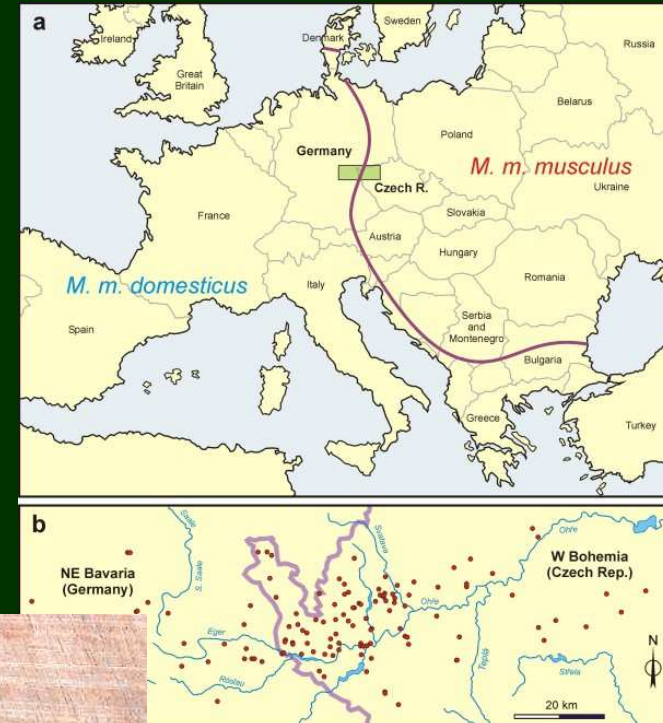 a
Ireland
Great
Britain
Denmark
Sweden
Russia
Belarus
Poland
Germany
Czech R.
M. m. musculus
Ukraine
Slovakia
France
Austria
Hungary
Romania
M. m. domesticus
Italy
Serbia
and
Montenegro
Spain
Bulgaria
Greece
Turkey
b
NE Bavaria
(Germany)
Saale
S. Saale
Svatava
Ohře
W Bohemia
(Czech Rep.)
Ohře
Eger
Röslau
Teplá
Střela
N
20 km